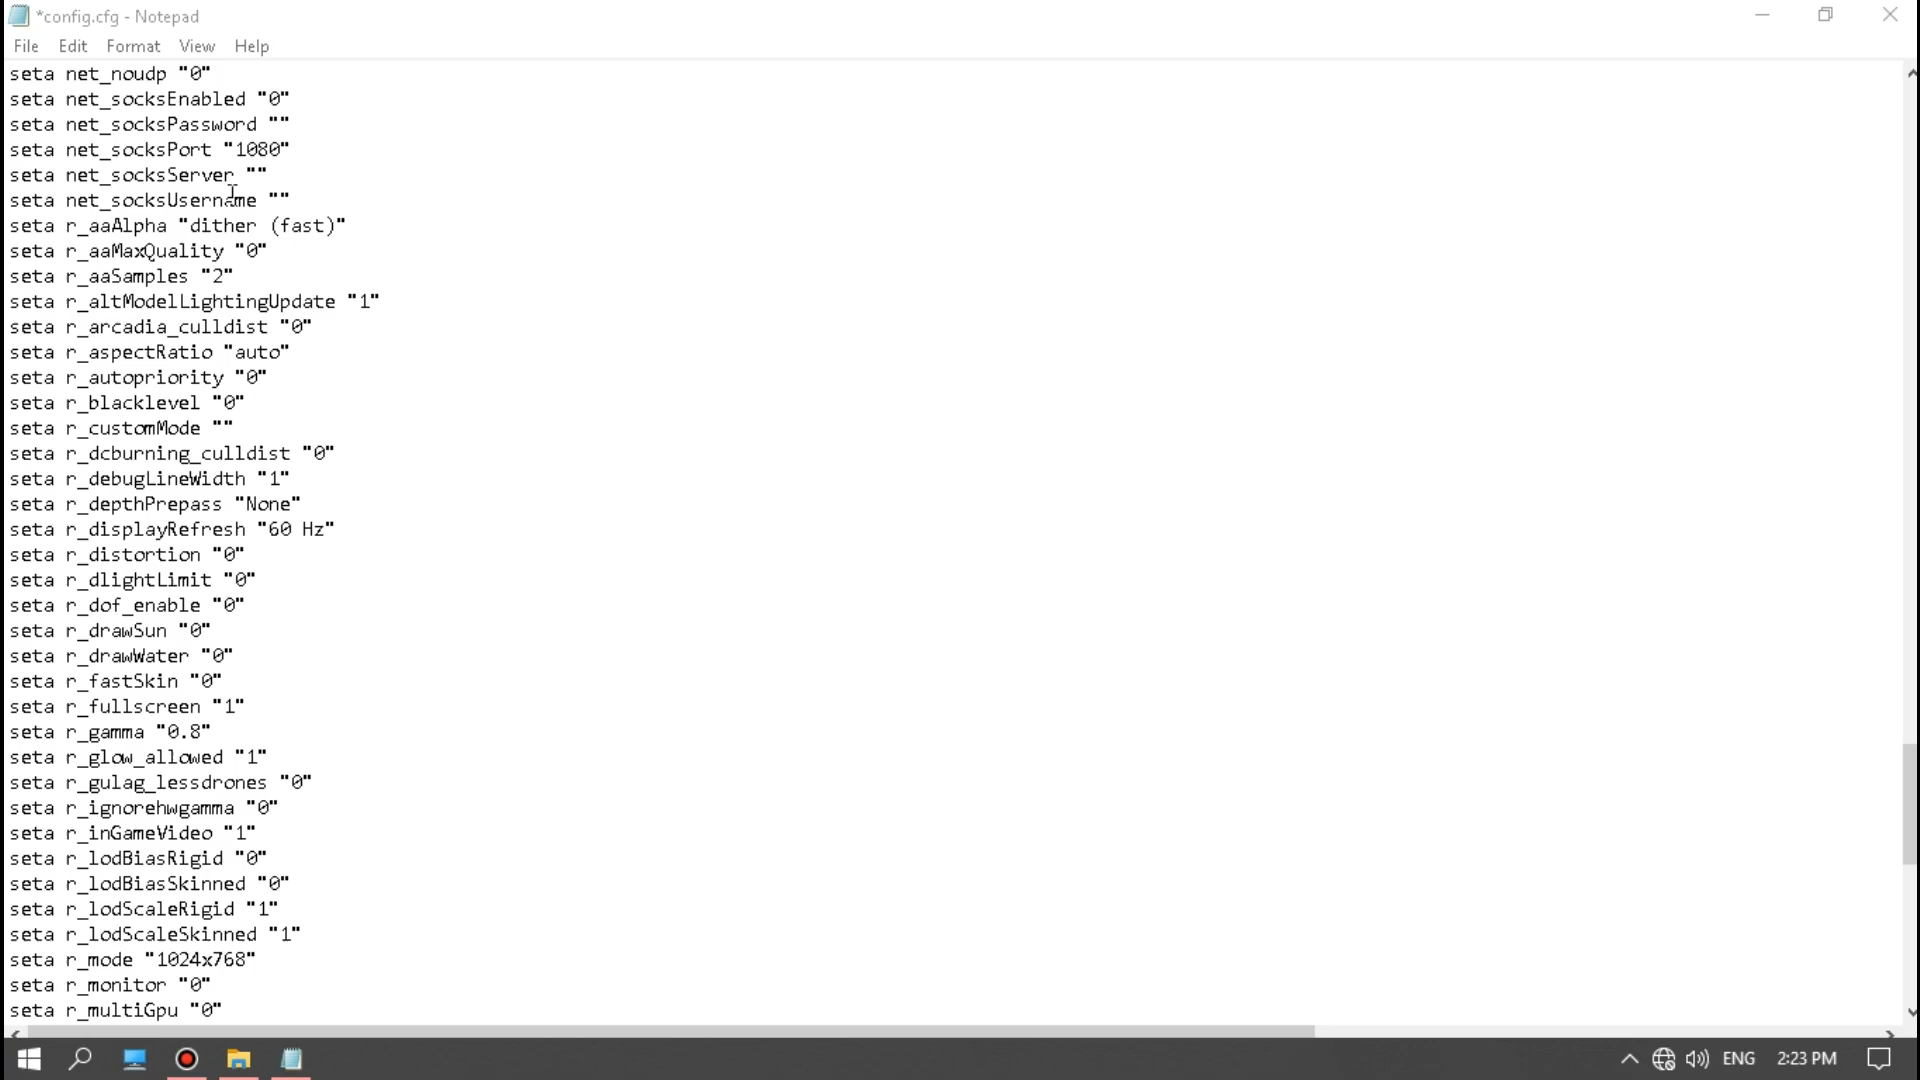 *config.cfg - Notepad
File Edit Format View Help
seta net_noudp "0"
seta net_socksEnabled "0"
seta net_socksPassword ""
seta net_socksPort "1080"
seta net_socksServer ""
seta net_socksUsername ""
seta r_aaAlpha "dither (fast)"
seta r_aaMaxQuality "0"
seta r_aaSamples "2"
seta r_altModelLightingUpdate "1"
seta r_arcadia_culldist "0"
seta r_aspectRatio "auto"
seta r_autopriority "0"
seta r_blacklevel "0"
seta r_customMode ""
seta r_dcburning_culldist "0"
seta r_debugLineWidth "1"
seta r_depthPrepass "None"
seta r_displayRefresh "60 Hz"
seta r_distortion "0"
seta r_dlightLimit "0"
seta r_dof_enable "0"
seta r_drawSun "0"
seta r_drawWater "0"
seta r_fastSkin "0"
seta r_fullscreen "1"
seta r_gamma "0.8"
seta r_glow_allowed "1"
seta r_gulag_lessdrones "0"
seta r_ignorehwgamma "0"
seta r_inGameVideo "1"
seta r_lodBiasRigid "0"
seta r_lodBiasSkinned "0"
seta r_lodScaleRigid "1"
seta r_lodScaleSkinned "1"
seta r_mode "1024x768"
seta r_monitor "0"
seta r_multiGpu "0"
ENG 2:23 PM